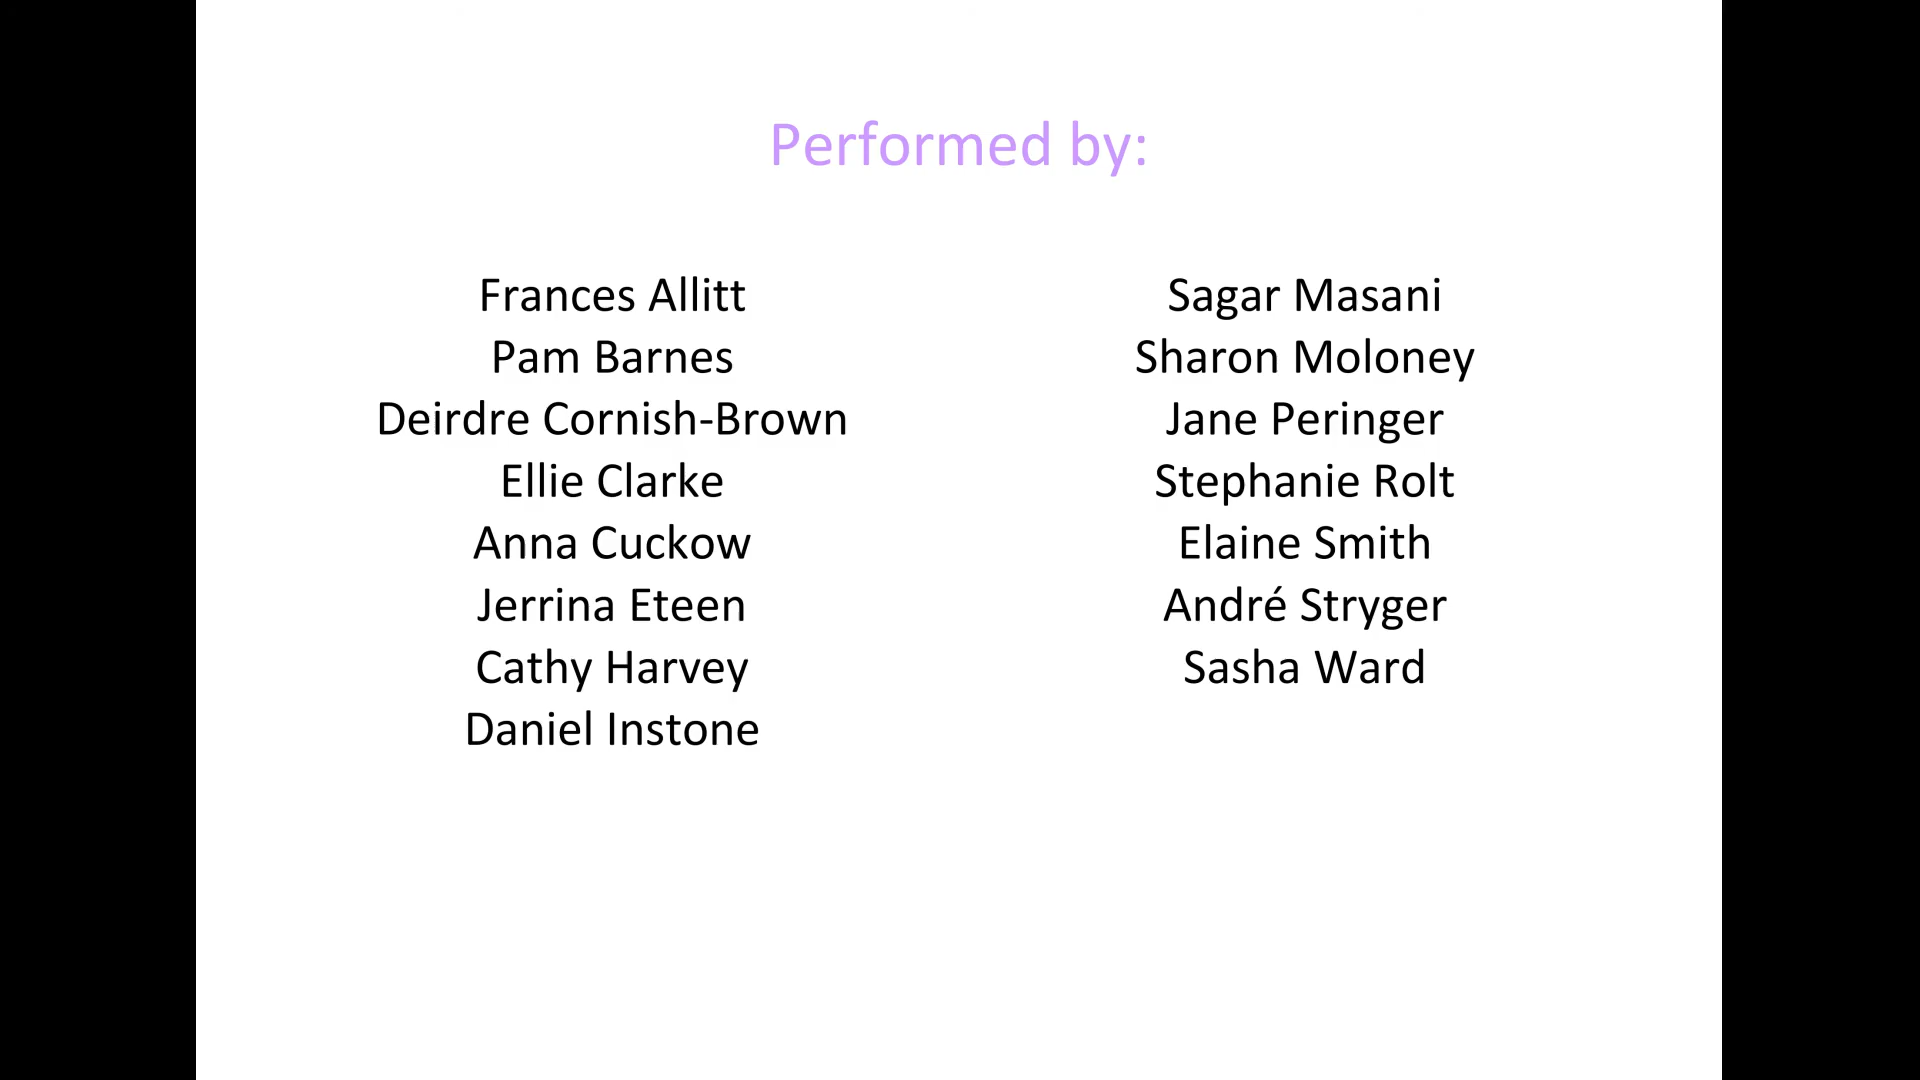 Performed by:
Frances Allitt
Pam Barnes
Deirdre Cornish-Brown
Ellie Clarke
Anna Cuckow
Jerrina Eteen
Cathy Harvey
Daniel Instone
Sagar Masani
Sharon Moloney
Jane Peringer
Stephanie Rolt
Elaine Smith
André Stryger
Sasha Ward